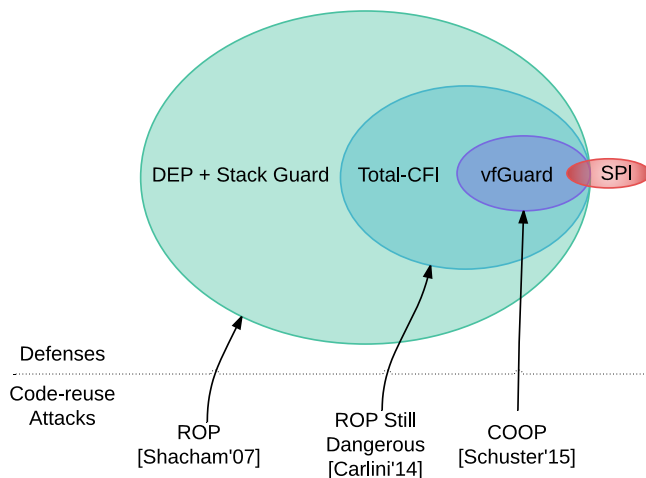 DEP + Stack Guard
Total-CFI
vfGuard
SPI
Defenses
Code-reuse
Attacks
ROP
[Shacham'07]
ROP Still
Dangerous
[Carlini'14]
COOP
[Schuster'15]